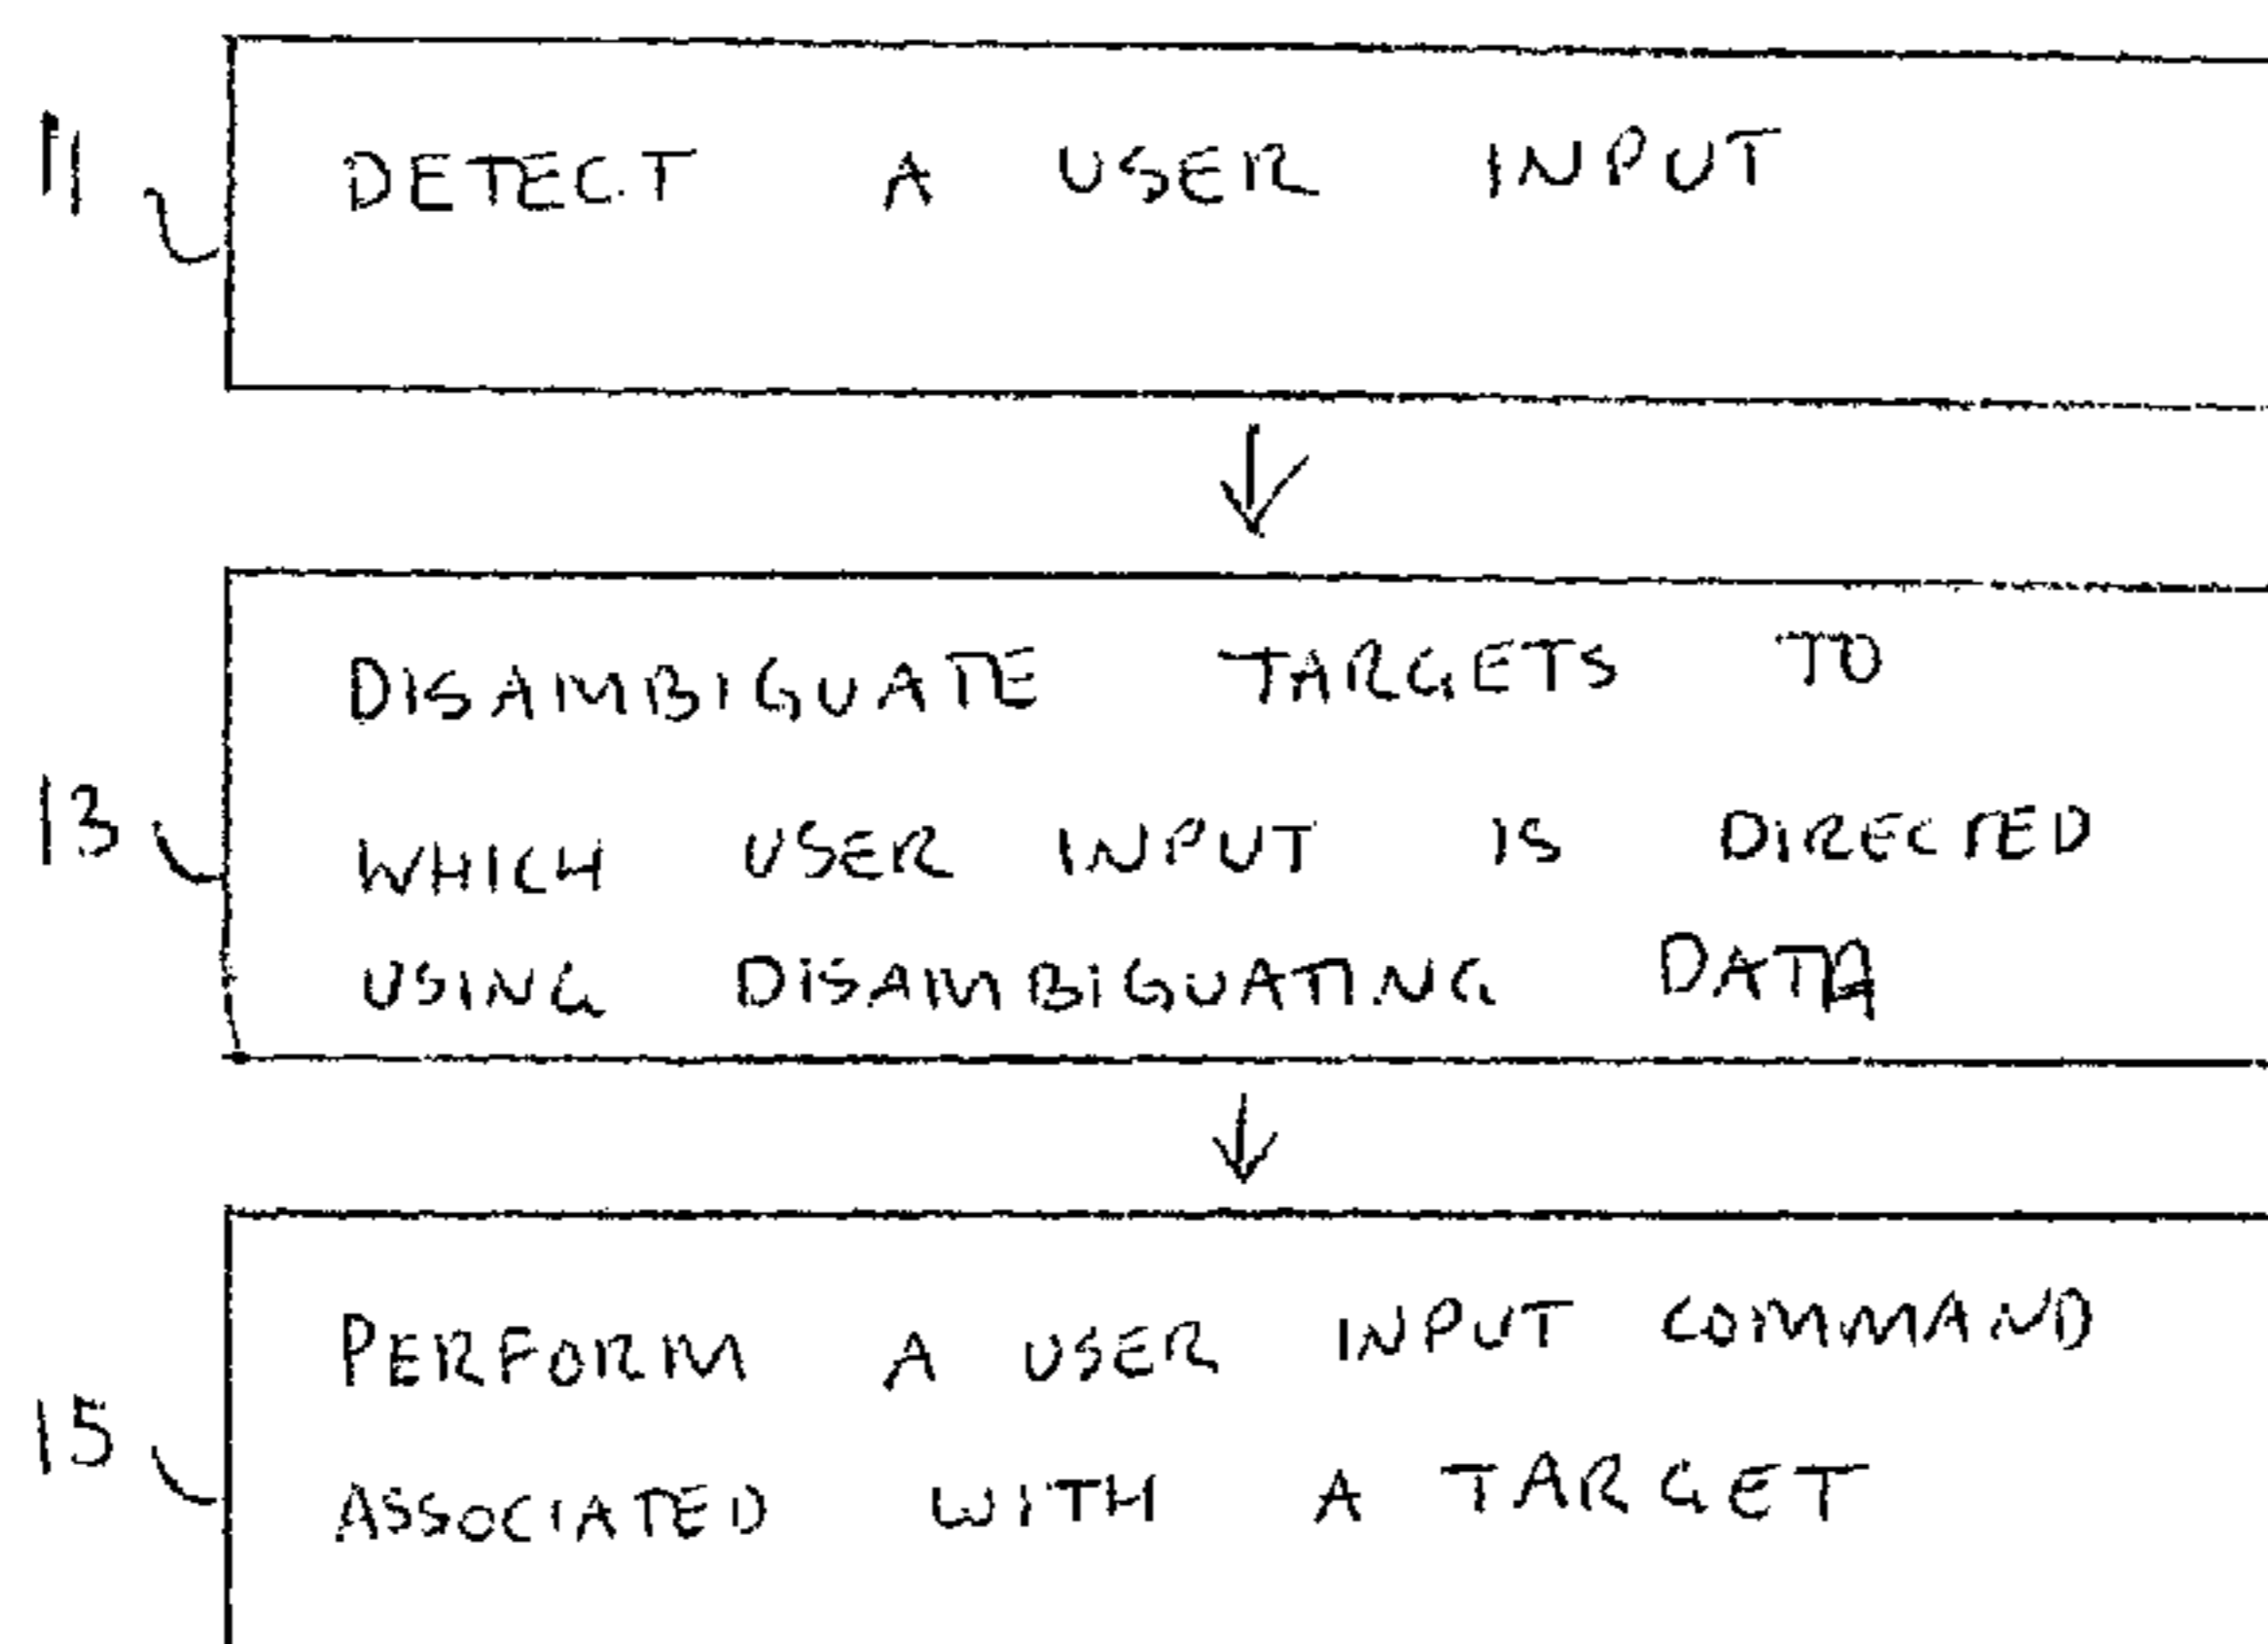 11
DETECT A USER INPUT
DISAMBIGUATE TARGETS TO
13
WHICH USER INPUT IS DIRECTED
USING DISAMBIGUATING DATA
PERFORM A USER INPUT COMMAND
15
ASSOCIATED WITH A TARGET